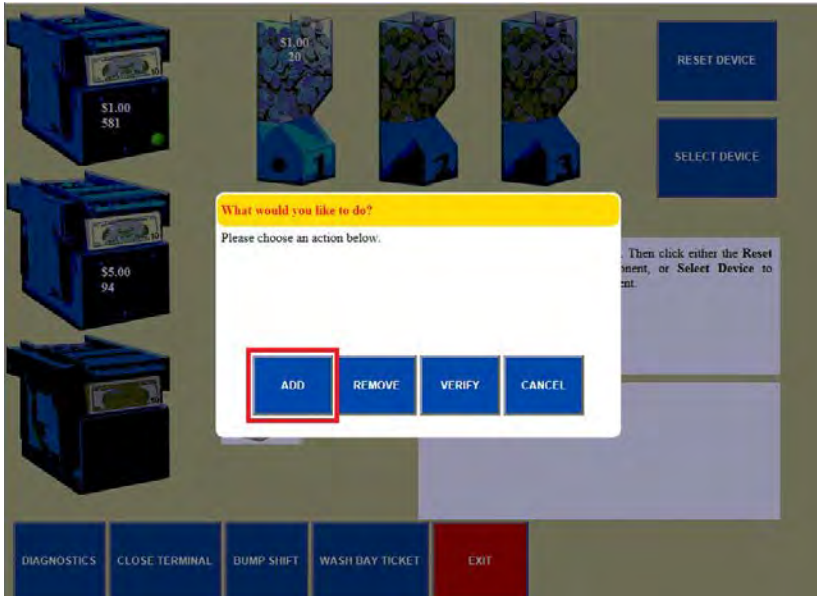 $1.00
20
RESET DEVICE
$1.00
581
1
2
3
SELECT DEVICE
What would you like to do?
Please choose an action below.
. Then click either the Reset
onent, or Select Device to
ent.
$5.00
94
ADD
REMOVE
VERIFY
CANCEL
DIAGNOSTICS
CLOSE TERMINAL
BUMP SHIFT
WASH BAY TICKET
EXIT